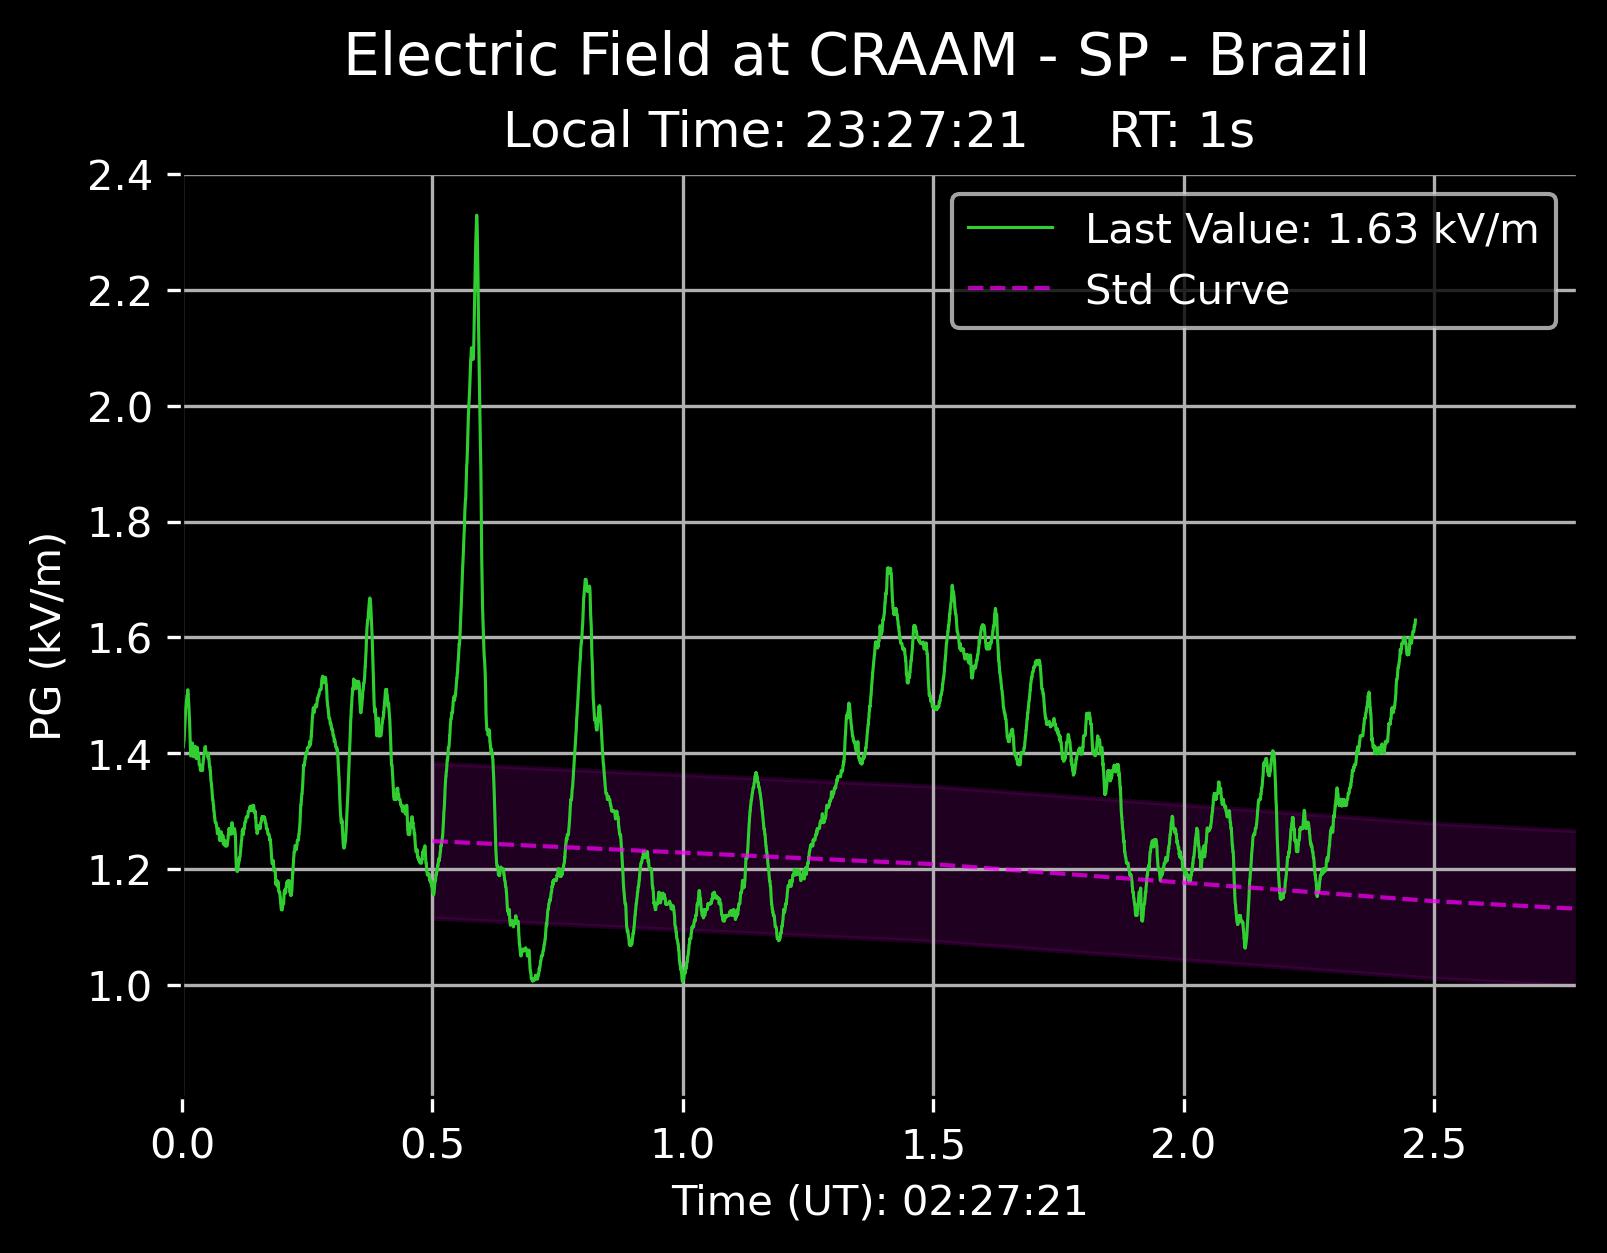 Electric Field at CRAAM - SP - Brazil
Local Time: 23:27:21 RT: 1s
2.4
2.2
2.0
1.8
1.6
1.4
1.2
1.0
PG (kV/m)
Last Value: 1.63 kV/m
Std Curve
0.0 0.5 1.0 1.5 2.0 2.5
Time (UT): 02:27:21